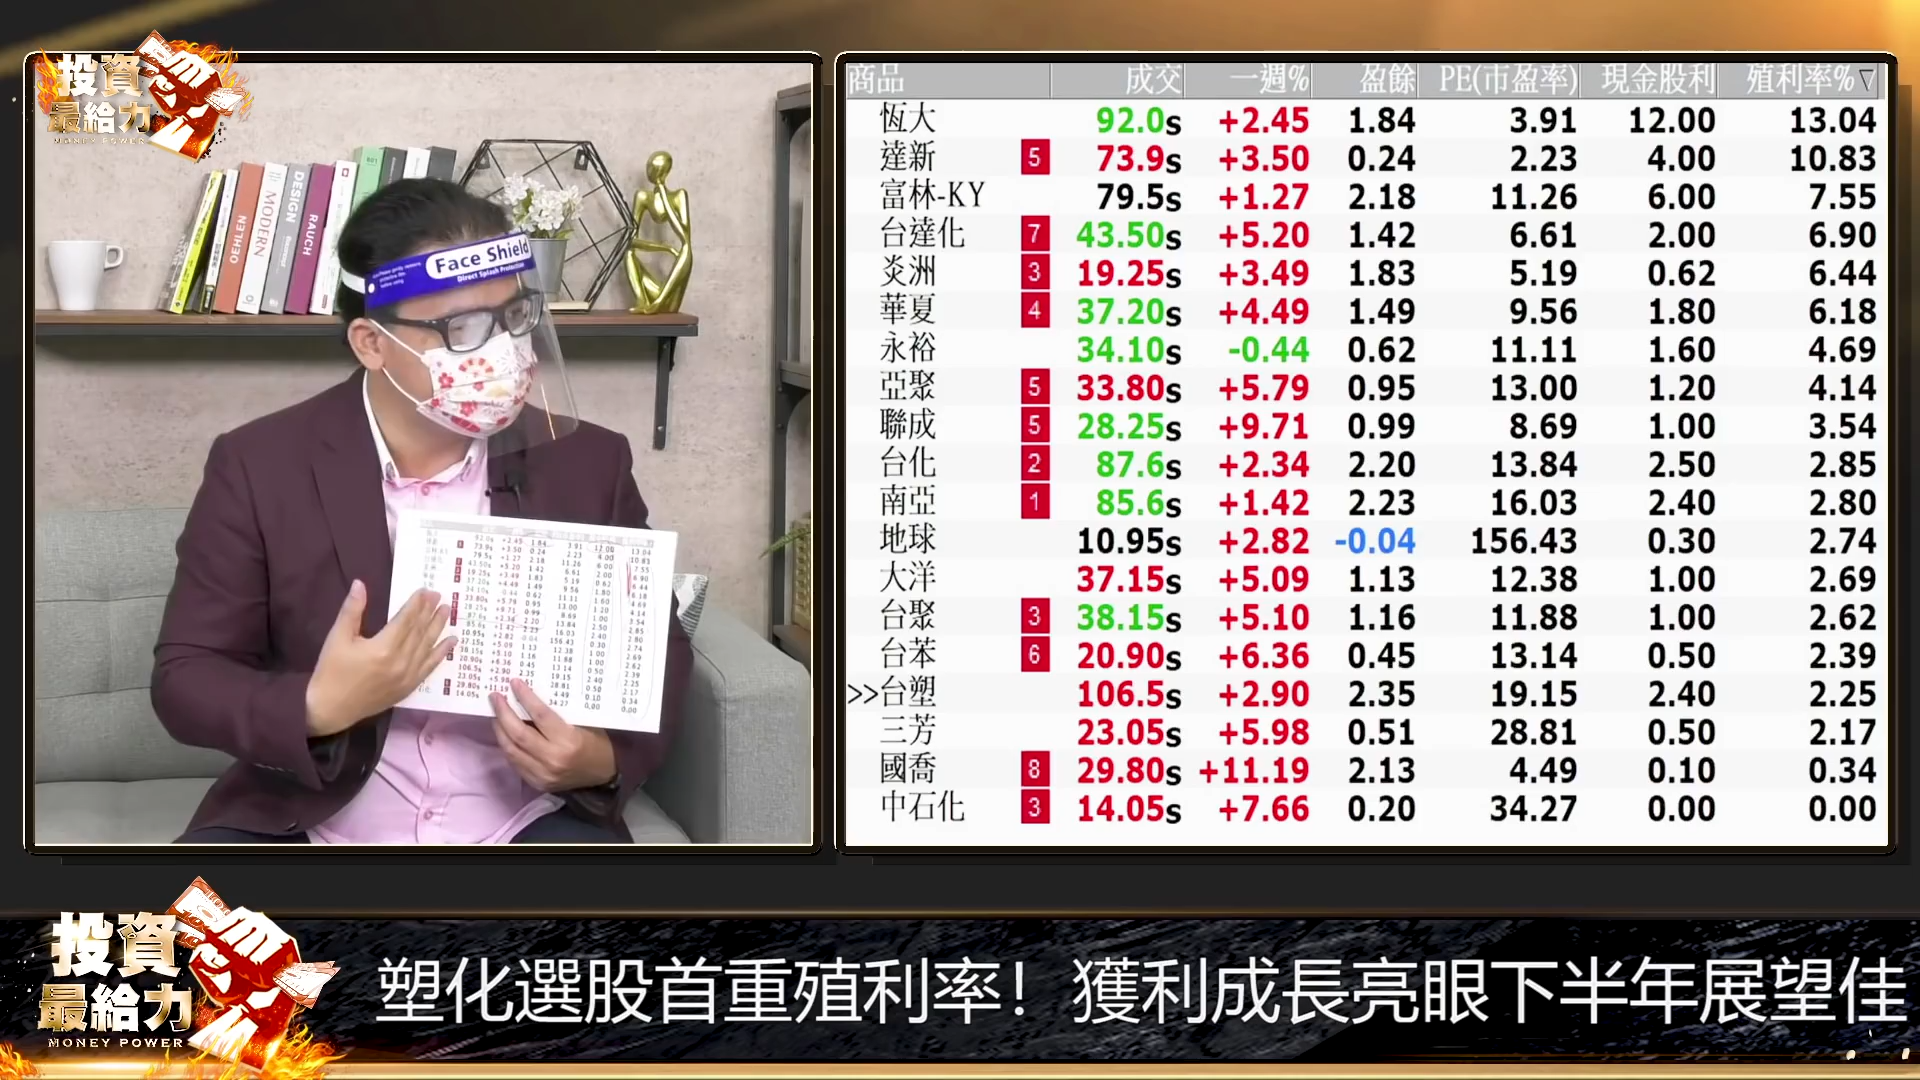 投資
最給力
MONEY POWER
NEHLEN
MODERN
DESIGN
RAUCH
Face Shield
Direct Splash Protection
商品 成交 一週% 盈餘 PE(市盈率) 現金股利 殖利率%▽
恆大 92.0s +2.45 1.84 3.91 12.00 13.04
達新 5 73.9s +3.50 0.24 2.23 4.00 10.83
富林-KY 79.5s +1.27 2.18 11.26 6.00 7.55
台達化 7 43.50s +5.20 1.42 6.61 2.00 6.90
炎洲 3 19.25s +3.49 1.83 5.19 0.62 6.44
華夏 4 37.20s +4.49 1.49 9.56 1.80 6.18
永裕 34.10s -0.44 0.62 11.11 1.60 4.69
亞聚 5 33.80s +5.79 0.95 13.00 1.20 4.14
聯成 5 28.25s +9.71 0.99 8.69 1.00 3.54
台化 2 87.6s +2.34 2.20 13.84 2.50 2.85
南亞 1 85.6s +1.42 2.23 16.03 2.40 2.80
地球 10.95s +2.82 -0.04 156.43 0.30 2.74
大洋 37.15s +5.09 1.13 12.38 1.00 2.69
台聚 3 38.15s +5.10 1.16 11.88 1.00 2.62
台苯 6 20.90s +6.36 0.45 13.14 0.50 2.39
>>台塑 106.5s +2.90 2.35 19.15 2.40 2.25
三芳 23.05s +5.98 0.51 28.81 0.50 2.17
國喬 8 29.80s +11.19 2.13 4.49 0.10 0.34
中石化 3 14.05s +7.66 0.20 34.27 0.00 0.00
投資
最給力
MONEY POWER
塑化選股首重殖利率! 獲利成長亮眼下半年展望佳